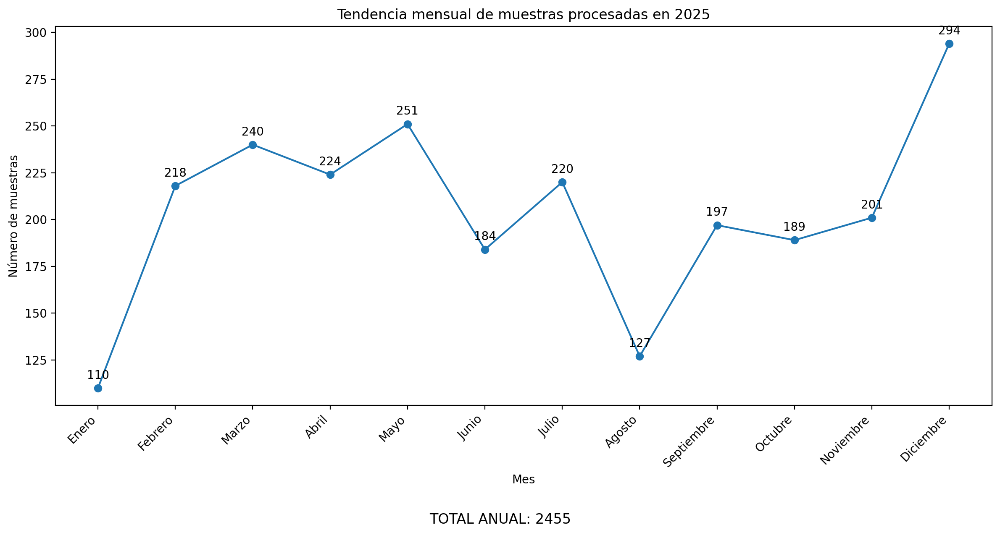 Tendencia mensual de muestras procesadas en 2025
Número de muestras
300
275
250
225
200
175
150
125
110
218
240
224
251
184
220
127
197
189
201
294
Enero
Febrero
Marzo
Abril
Mayo
Junio
Julio
Agosto
Septiembre
Octubre
Noviembre
Diciembre
Mes
TOTAL ANUAL: 2455